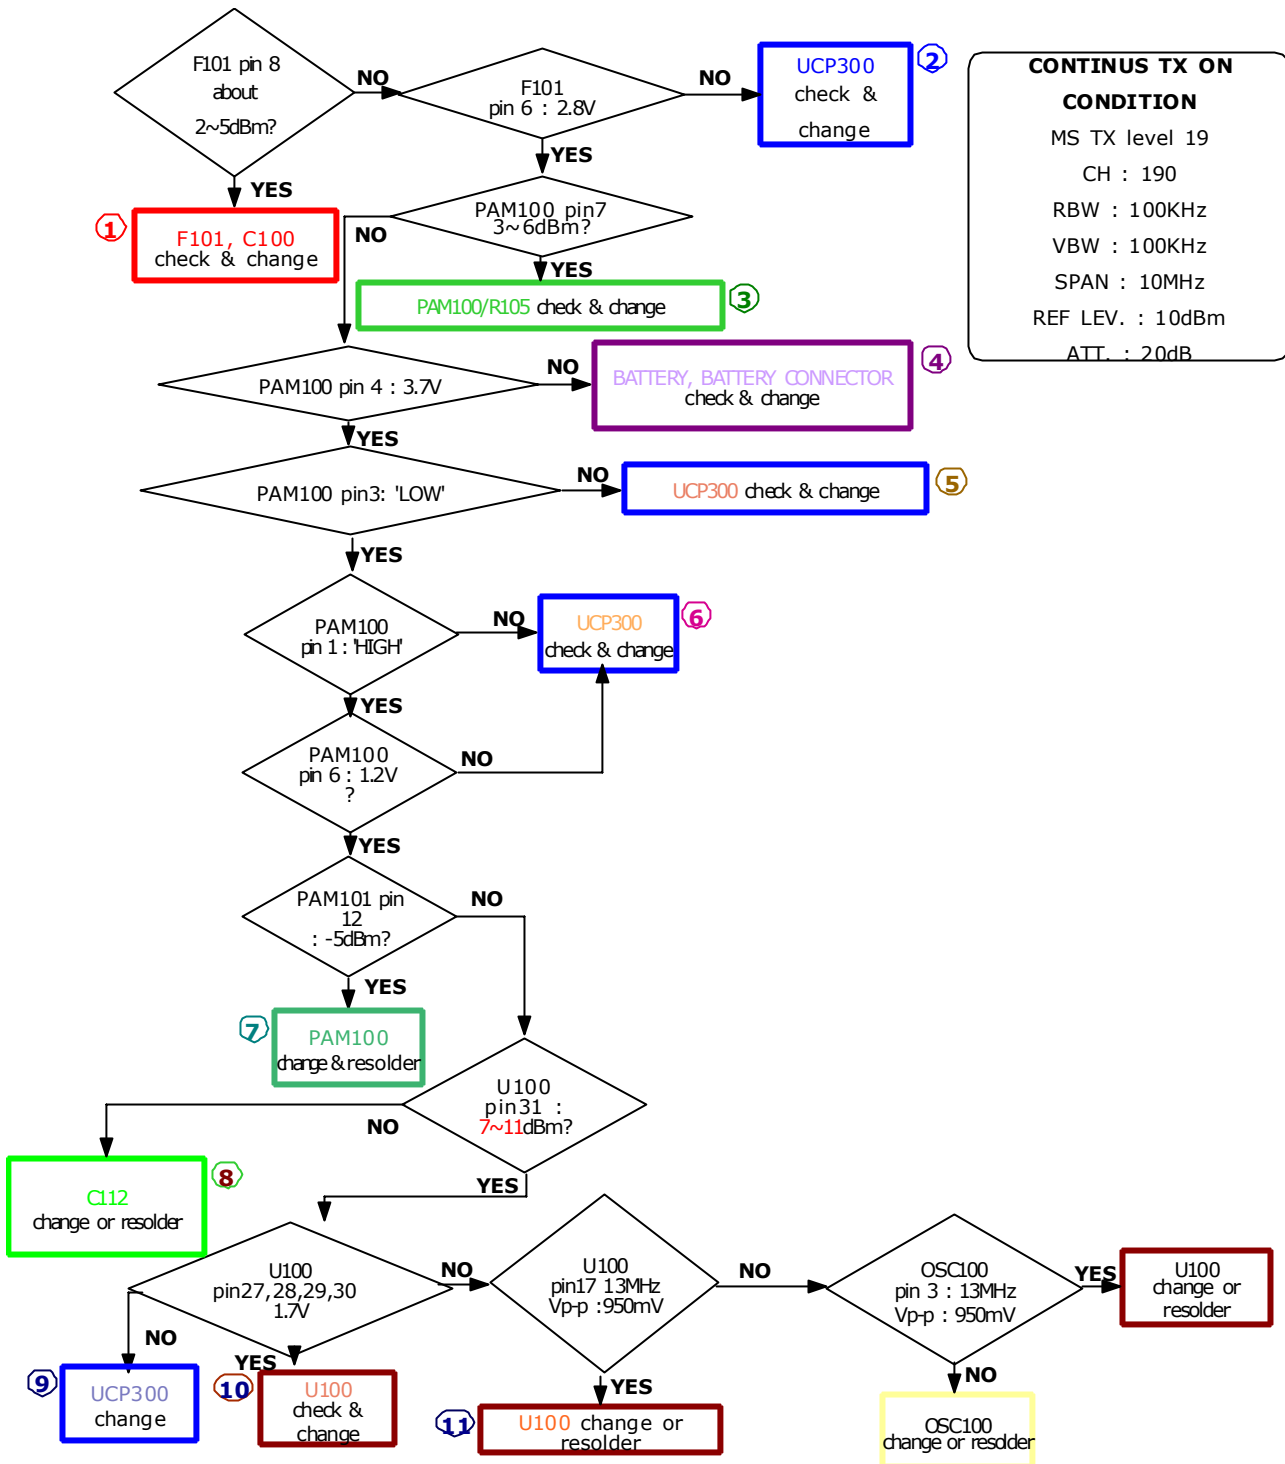 F101 pin 8
about
2~5dBm?
NO
F101
pin 6 : 2.8V
NO
UCP300
check &
change
2
CONTINUS TX ON
CONDITION
MS TX level 19
CH : 190
RBW : 100KHz
VBW : 100KHz
SPAN : 10MHz
REF LEV. : 10dBm
ATT. : 20dB
YES
YES
1
F101, C100
check & change
PAM100 pin7
3~6dBm?
NO
YES
PAM100/R105 check & change
3
PAM100 pin 4 : 3.7V
NO
BATTERY, BATTERY CONNECTOR
check & change
4
YES
PAM100 pin3: 'LOW'
NO
UCP300 check & change
5
YES
PAM100
pin 1 : 'HIGH'
NO
UCP300
check & change
6
YES
PAM100
pin 6 : 1.2V
?
NO
YES
PAM101 pin
12
: -5dBm?
NO
YES
7
PAM100
change & resolder
U100
pin31 :
7~11dBm?
NO
YES
8
C112
change or resolder
U100
pin27,28,29,30
1.7V
NO
U100
pin17 13MHz
Vp-p : 950mV
NO
OSC100
pin 3 : 13MHz
Vp-p : 950mV
YES
U100
change or
resolder
NO
YES
9
UCP300
change
10
U100
check &
change
YES
11
U100 change or
resolder
NO
OSC100
change or resolder